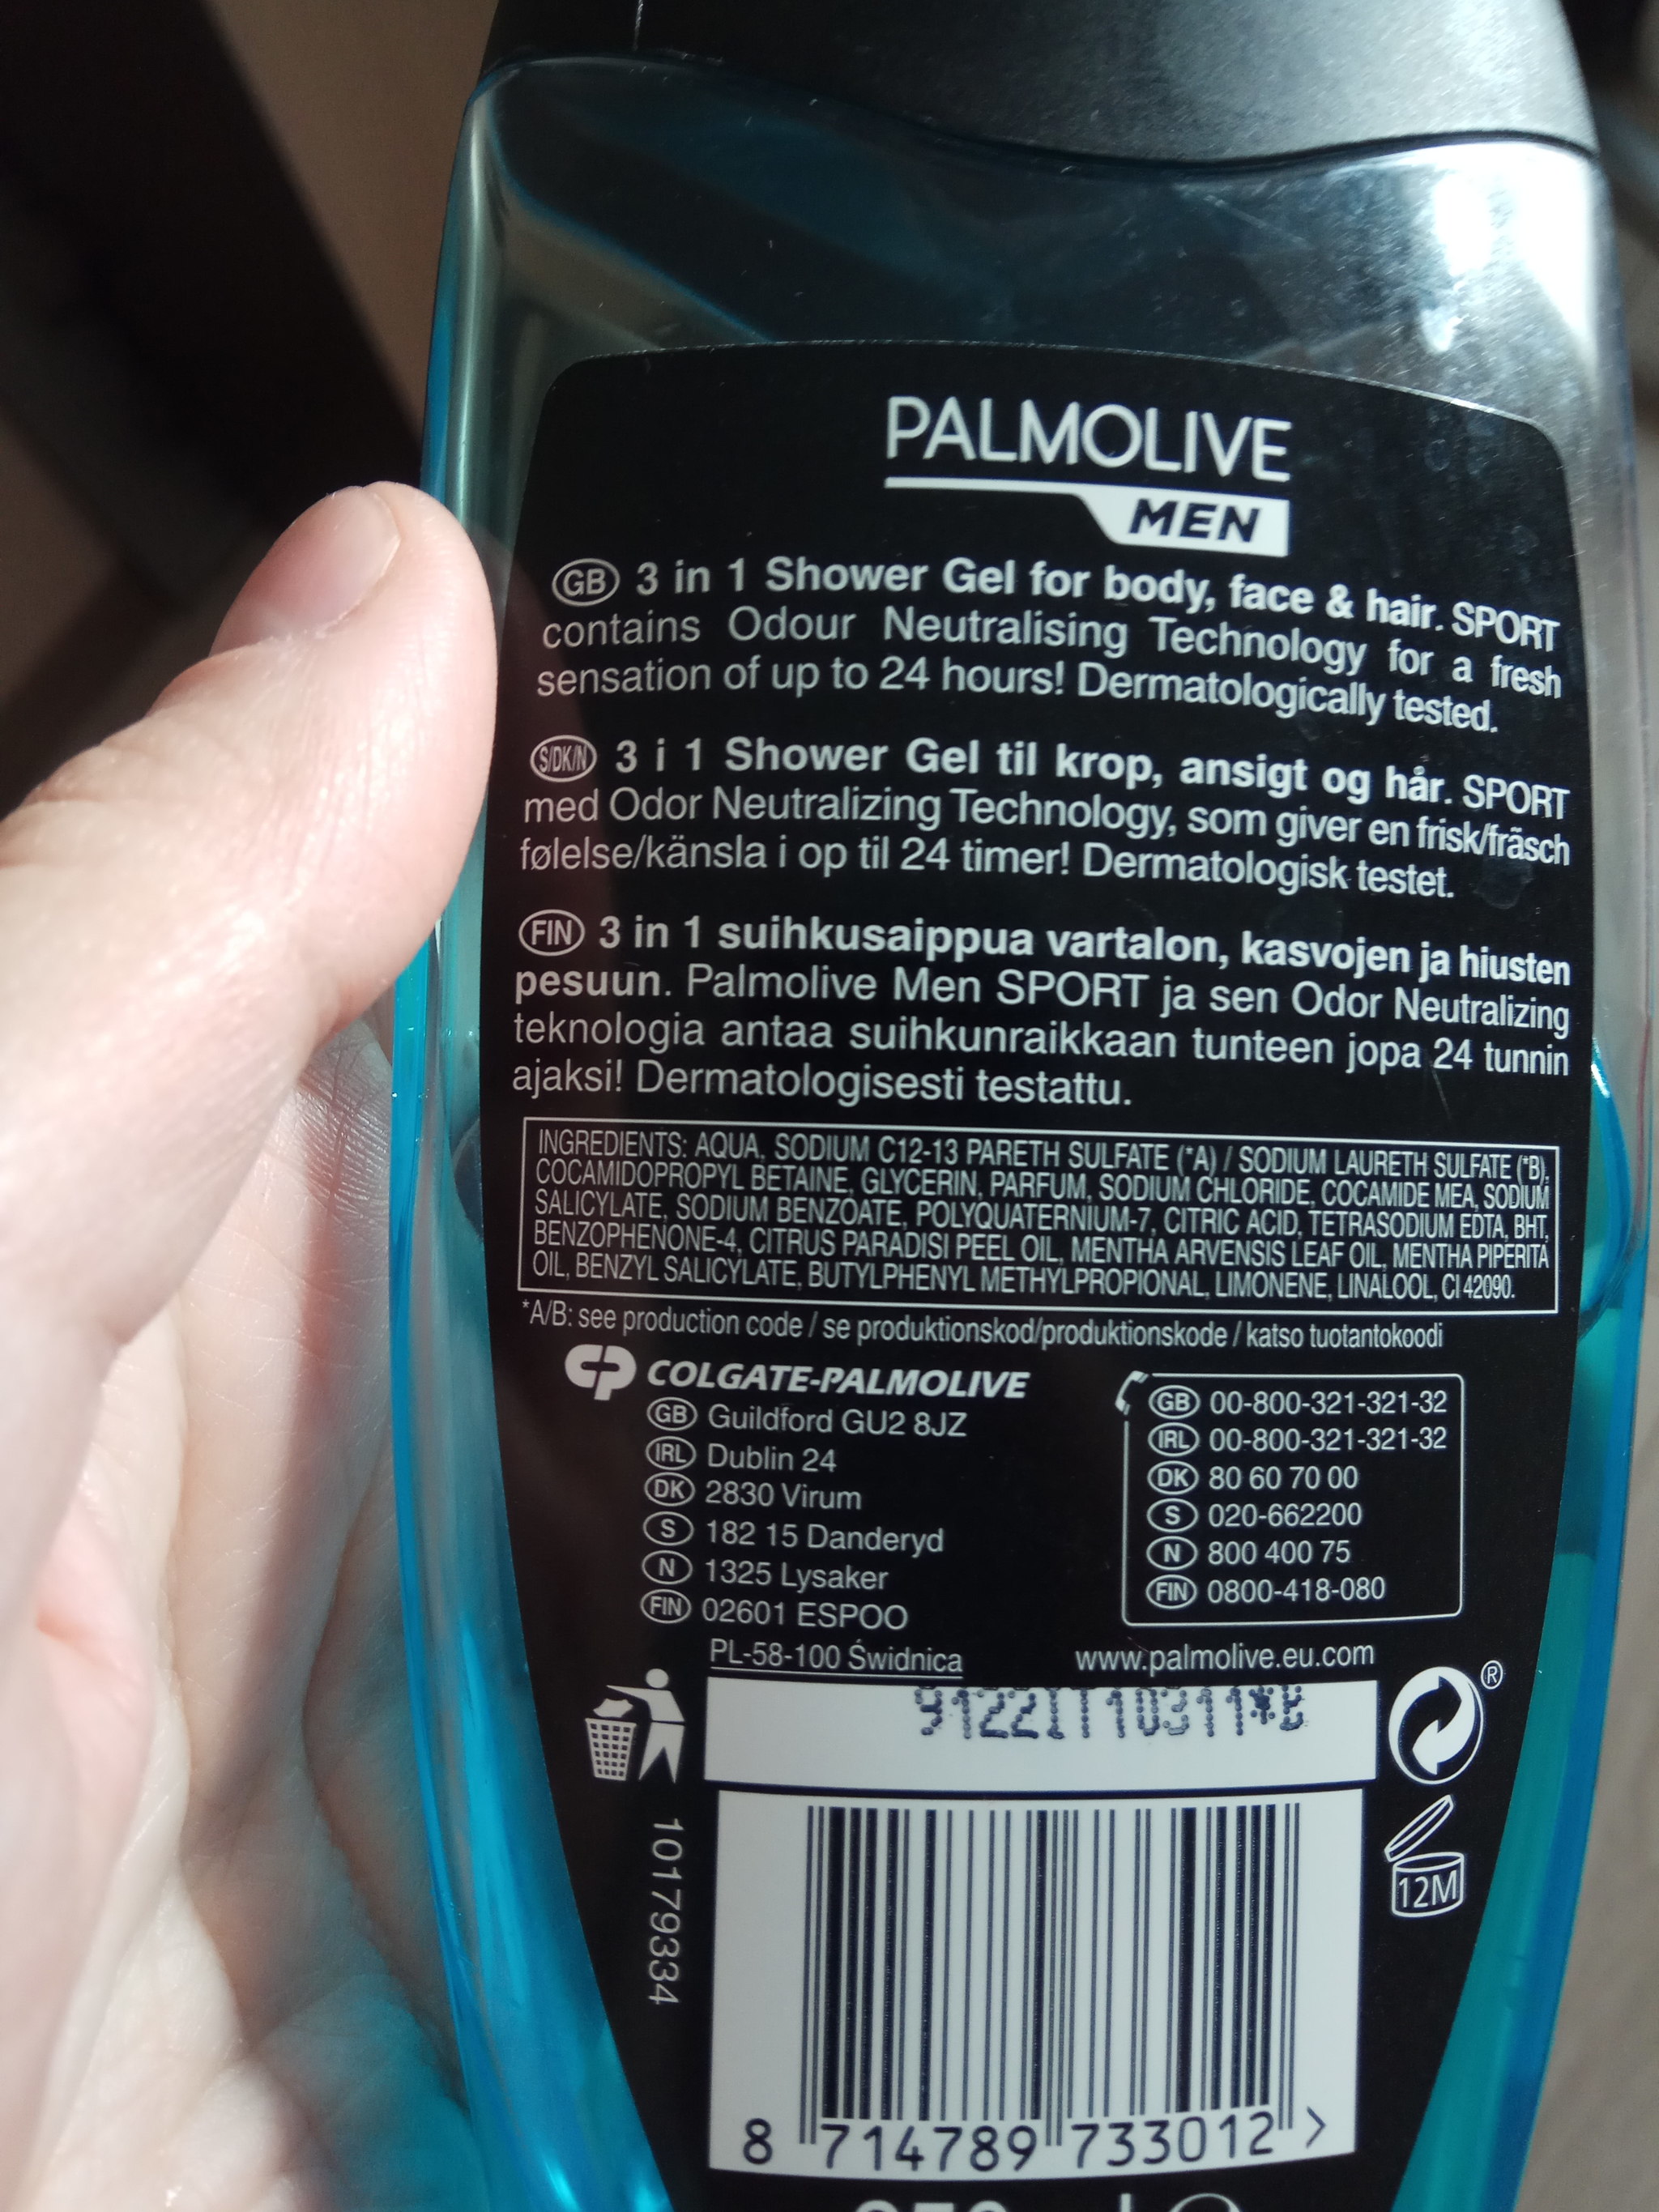 PALMOLIVE
MEN
GB 3 in 1 Shower Gel for body, face & hair. SPORT
contains Odour Neutralising Technology for a fresh
sensation of up to 24 hours! Dermatologically tested.
S/DK/N 3 i 1 Shower Gel til krop, ansigt og hår. SPORT
med Odor Neutralizing Technology, som giver en frisk/fräsch
følelse/känsla i op til 24 timer! Dermatologisk testet.
FIN 3 in 1 suihkusaippua vartalon, kasvojen ja hiusten
pesuun. Palmolive Men SPORT ja sen Odor Neutralizing
teknologia antaa suihkunraikkaan tunteen jopa 24 tunnin
ajaksi! Dermatologisesti testattu.
INGREDIENTS: AQUA, SODIUM C12-13 PARETH SULFATE (*A) / SODIUM LAURETH SULFATE (*B),
COCAMIDOPROPYL BETAINE, GLYCERIN, PARFUM, SODIUM CHLORIDE, COCAMIDE MEA, SODIUM
SALICYLATE, SODIUM BENZOATE, POLYQUATERNIUM-7, CITRIC ACID, TETRASODIUM EDTA, BHT,
BENZOPHENONE-4, CITRUS PARADISI PEEL OIL, MENTHA ARVENSIS LEAF OIL, MENTHA PIPERITA
OIL, BENZYL SALICYLATE, BUTYLPHENYL METHYLPROPIONAL, LIMONENE, LINALOOL, CI 42090.
*A/B: see production code / se produktionskod/produktionskode / katso tuotantokoodi
CP COLGATE-PALMOLIVE
GB Guildford GU2 8JZ
IRL Dublin 24
DK 2830 Virum
S 182 15 Danderyd
N 1325 Lysaker
FIN 02601 ESPOO
PL-58-100 Świdnica
GB 00-800-321-321-32
IRL 00-800-321-321-32
DK 80 60 70 00
S 020-662200
N 800 400 75
FIN 0800-418-080
www.palmolive.eu.com
®
12M
10179334
8 714789 733012 >